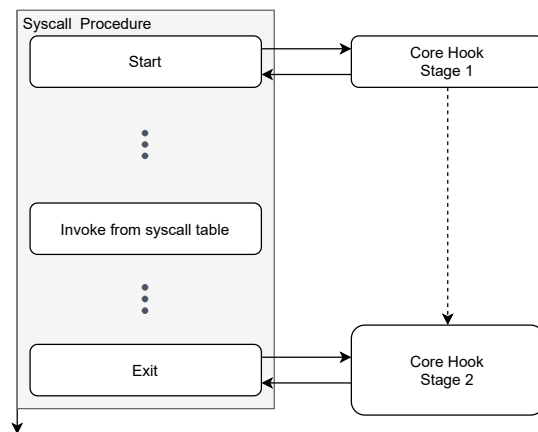 Syscall Procedure
Start
Core Hook
Stage 1
Invoke from syscall table
Exit
Core Hook
Stage 2